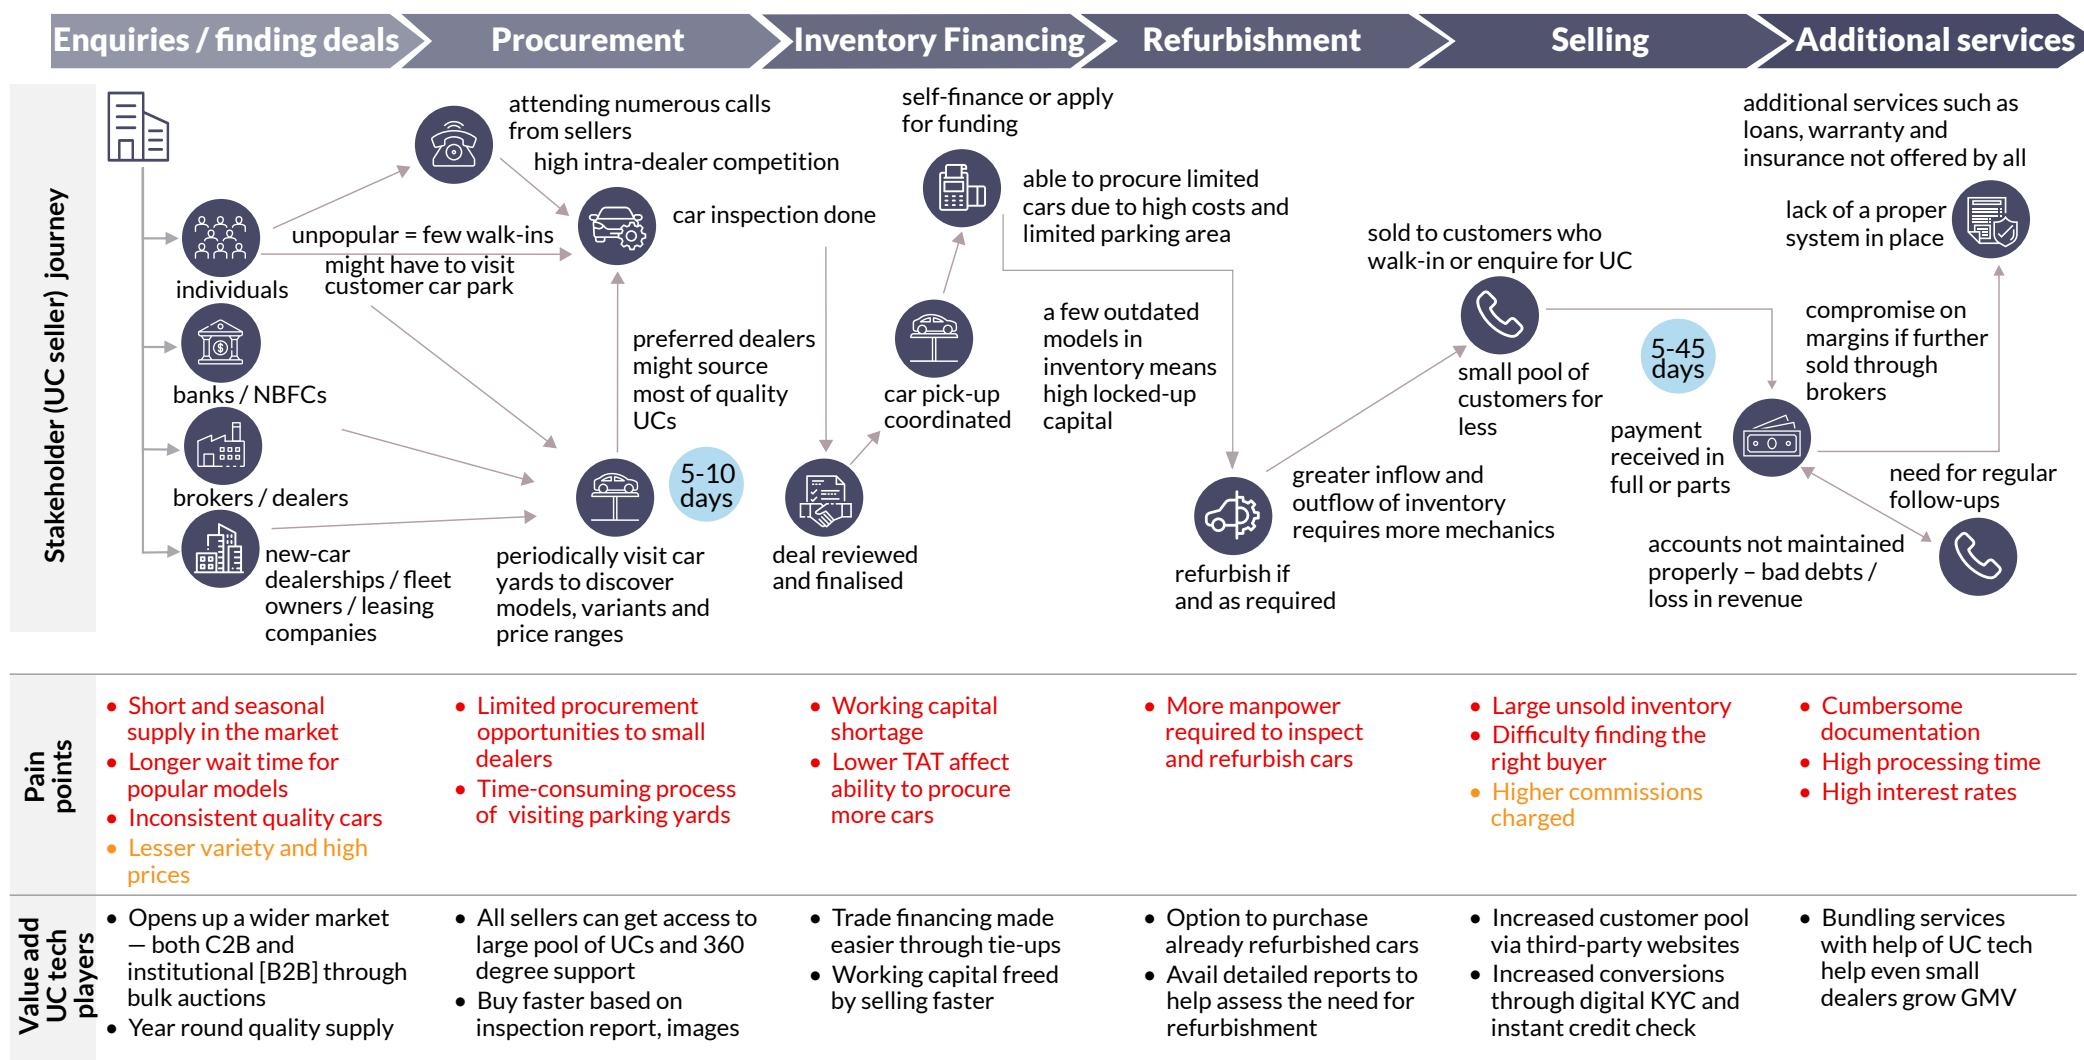 Enquiries / finding deals
Procurement
Inventory Financing
Refurbishment
Selling
Additional services
Stakeholder (UC seller) journey
individuals
banks / NBFCs
brokers / dealers
new-car
dealerships / fleet
owners / leasing
companies
attending numerous calls
from sellers
high intra-dealer competition
unpopular = few walk-ins
might have to visit
customer car park
car inspection done
preferred dealers
might source
most of quality
UCs
5-10
days
periodically visit car
yards to discover
models, variants and
price ranges
deal reviewed
and finalised
car pick-up
coordinated
self-finance or apply
for funding
able to procure limited
cars due to high costs and
limited parking area
a few outdated
models in
inventory means
high locked-up
capital
refurbish if
and as required
greater inflow and
outflow of inventory
requires more mechanics
sold to customers who
walk-in or enquire for UC
small pool of
customers for
less
5-45
days
payment
received in
full or parts
accounts not maintained
properly – bad debts /
loss in revenue
need for regular
follow-ups
compromise on
margins if further
sold through
brokers
lack of a proper
system in place
additional services such as
loans, warranty and
insurance not offered by all
Pain
points
• Short and seasonal
supply in the market
• Longer wait time for
popular models
• Inconsistent quality cars
• Lesser variety and high
prices
• Limited procurement
opportunities to small
dealers
• Time-consuming process
of visiting parking yards
• Working capital
shortage
• Lower TAT affect
ability to procure
more cars
• More manpower
required to inspect
and refurbish cars
• Large unsold inventory
• Difficulty finding the
right buyer
• Higher commissions
charged
• Cumbersome
documentation
• High processing time
• High interest rates
Value add
UC tech
players
• Opens up a wider market
— both C2B and
institutional [B2B] through
bulk auctions
• Year round quality supply
• All sellers can get access to
large pool of UCs and 360
degree support
• Buy faster based on
inspection report, images
• Trade financing made
easier through tie-ups
• Working capital freed
by selling faster
• Option to purchase
already refurbished cars
• Avail detailed reports to
help assess the need for
refurbishment
• Increased customer pool
via third-party websites
• Increased conversions
through digital KYC and
instant credit check
• Bundling services
with help of UC tech
help even small
dealers grow GMV